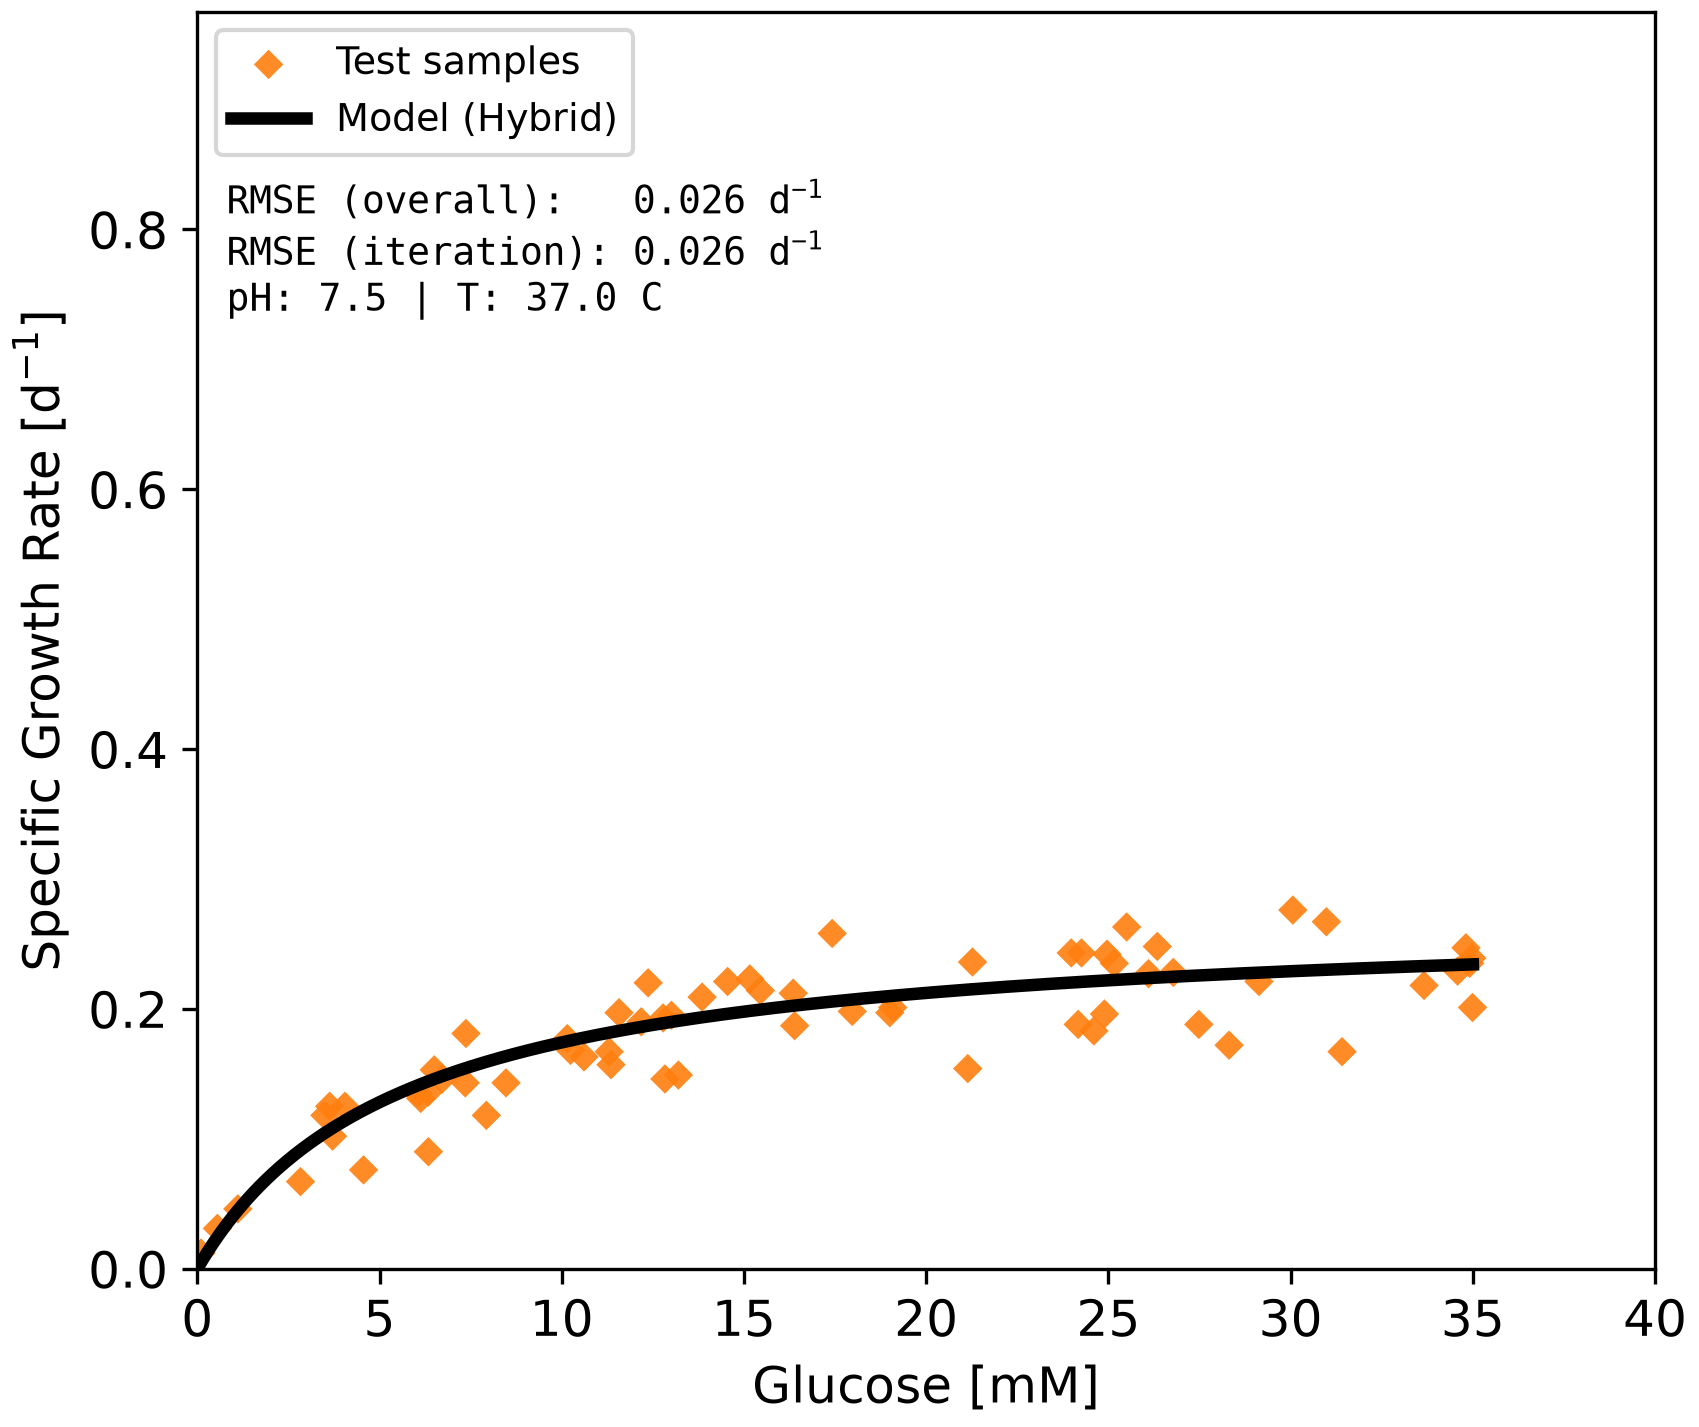 Test samples
Model (Hybrid)
RMSE (overall):   0.026 d⁻¹
RMSE (iteration): 0.026 d⁻¹
pH: 7.5 | T: 37.0 C
0.8
0.6
0.4
0.2
0.0
Specific Growth Rate [d⁻¹]
0 5 10 15 20 25 30 35 40
Glucose [mM]